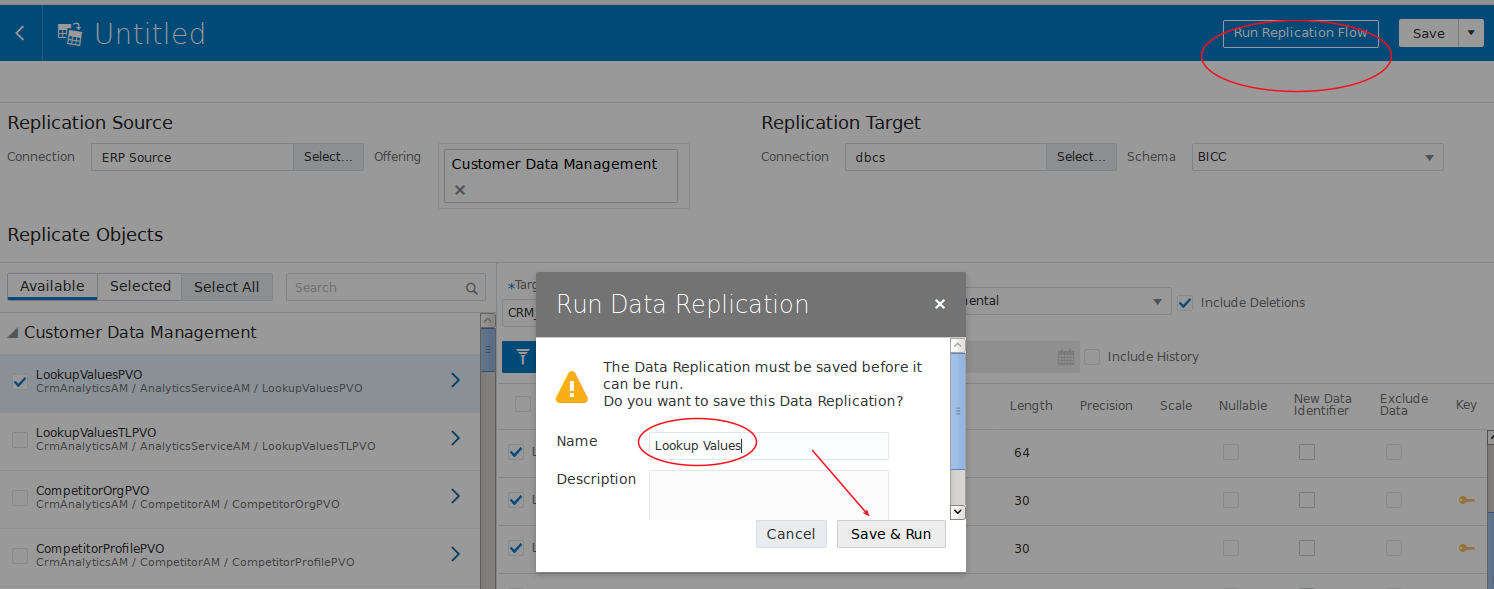 Untitled
Run Replication Flow
Save
Replication Source
Replication Target
Connection ERP Source Select... Offering
Customer Data Management
Connection dbcs Select... Schema BICC
Replicate Objects
Available Selected Select All Search
Customer Data Management
LookupValuesPVO
CrmAnalyticsAM / AnalyticsServiceAM / LookupValuesPVO
LookupValuesTLPVO
CrmAnalyticsAM / AnalyticsServiceAM / LookupValuesTLPVO
CompetitorOrgPVO
CrmAnalyticsAM / CompetitorAM / CompetitorOrgPVO
CompetitorProfilePVO
CrmAnalyticsAM / CompetitorAM / CompetitorProfilePVO
Run Data Replication
The Data Replication must be saved before it
can be run.
Do you want to save this Data Replication?
Name Lookup Values
Description
Cancel Save & Run
Include Deletions
Include History
Length Precision Scale Nullable New Data Identifier Exclude Data Key
64
30
30